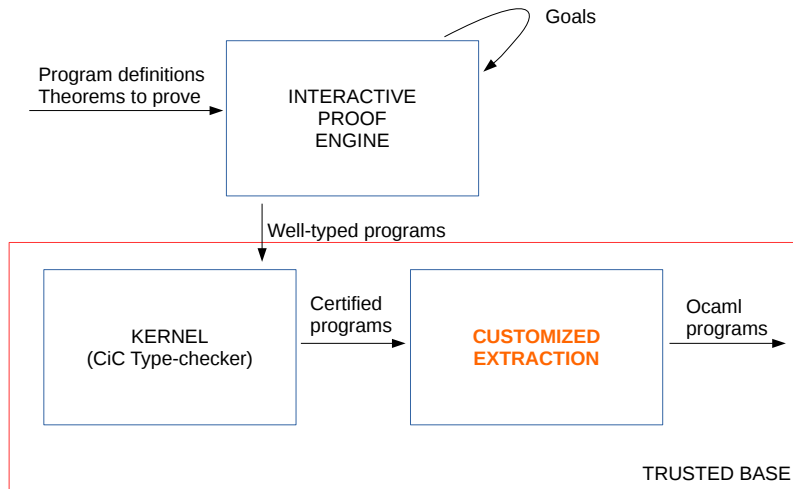 Goals
Program definitions
Theorems to prove
INTERACTIVE
PROOF
ENGINE
Well-typed programs
KERNEL
(CiC Type-checker)
Certified
programs
CUSTOMIZED
EXTRACTION
Ocaml
programs
TRUSTED BASE